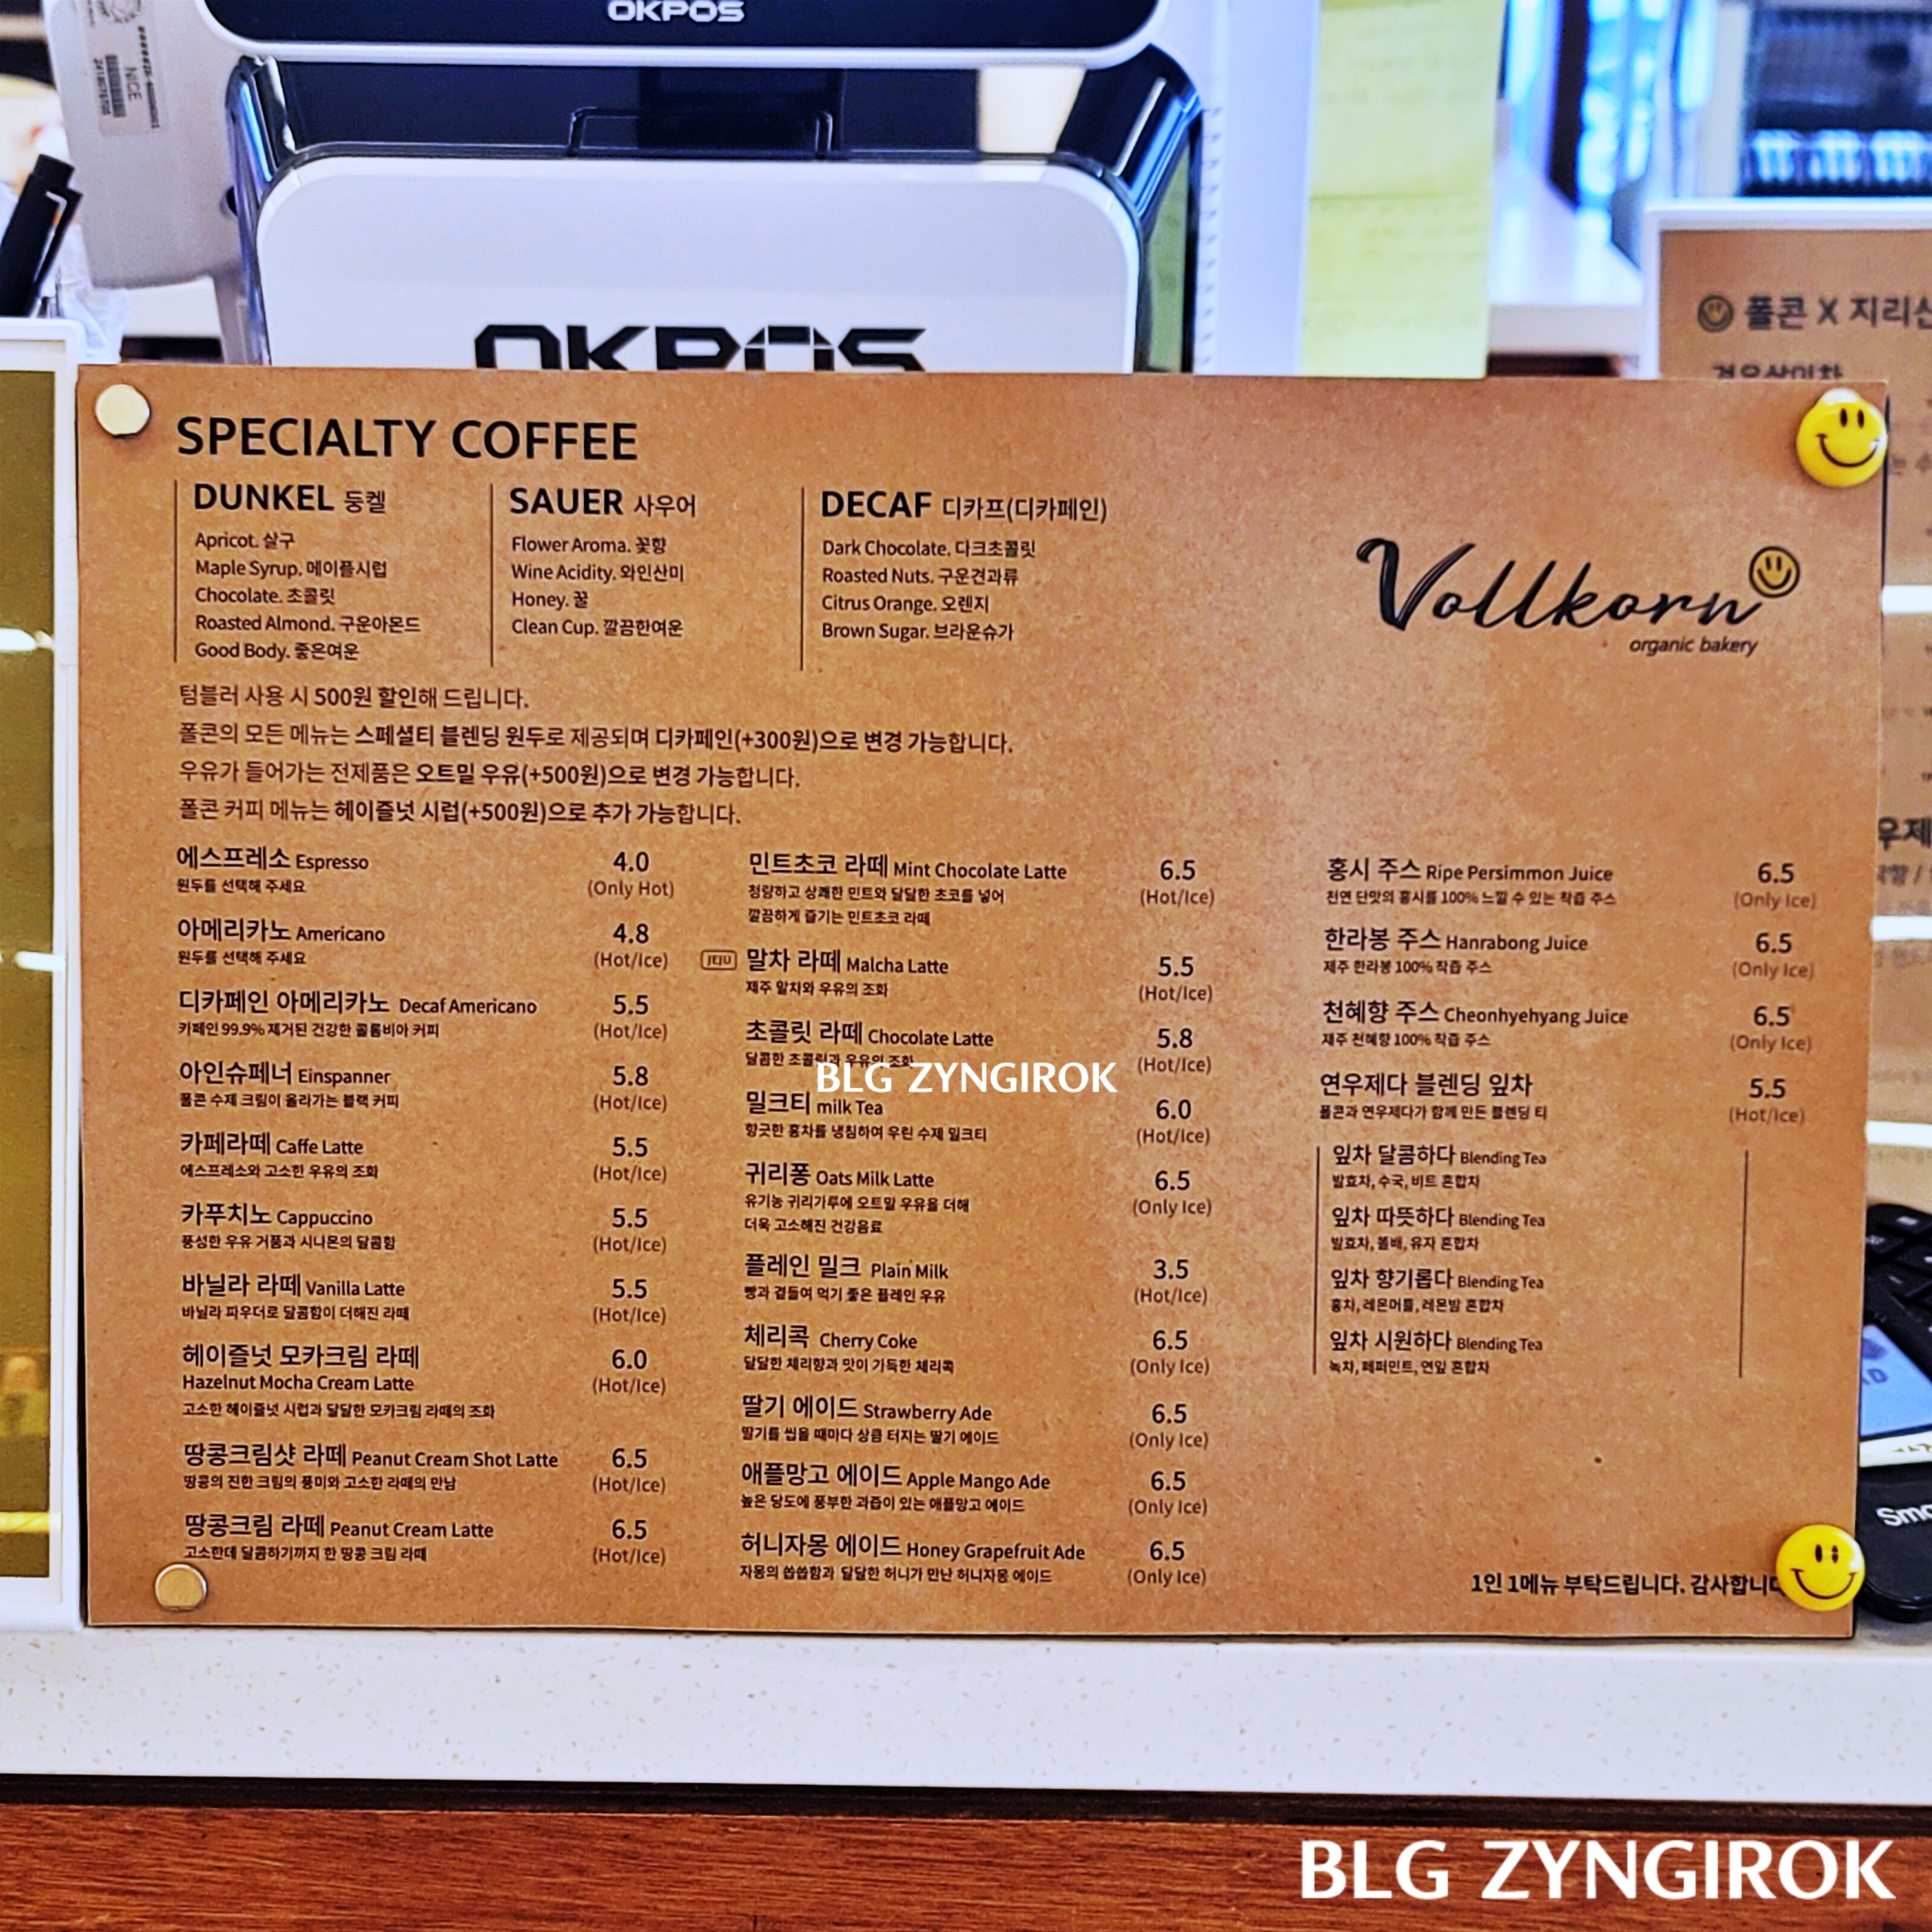 OKPOS
NICE
OKPOS
폴콘 X 지리산
SPECIALTY COFFEE
DUNKEL 둥켈
Apricot. 살구
Maple Syrup. 메이플시럽
Chocolate. 초콜릿
Roasted Almond. 구운아몬드
Good Body. 좋은여운
SAUER 사우어
Flower Aroma. 꽃향
Wine Acidity. 와인산미
Honey. 꿀
Clean Cup. 깔끔한여운
DECAF 디카프(디카페인)
Dark Chocolate. 다크초콜릿
Roasted Nuts. 구운견과류
Citrus Orange. 오렌지
Brown Sugar. 브라운슈가
Vollkorn
organic bakery
텀블러 사용 시 500원 할인해 드립니다.
폴콘의 모든 메뉴는 스페셜티 블렌딩 원두로 제공되며 디카페인(+300원)으로 변경 가능합니다.
우유가 들어가는 전제품은 오트밀 우유(+500원)으로 변경 가능합니다.
폴콘 커피 메뉴는 헤이즐넛 시럽(+500원)으로 추가 가능합니다.
에스프레소 Espresso 4.0
원두를 선택해 주세요 (Only Hot)
아메리카노 Americano 4.8
원두를 선택해 주세요 (Hot/Ice)
디카페인 아메리카노 Decaf Americano 5.5
카페인 99.9% 제거된 건강한 콜롬비아 커피 (Hot/Ice)
아인슈페너 Einspanner 5.8
폴콘 수제 크림이 올라가는 블랙 커피 (Hot/Ice)
카페라떼 Caffe Latte 5.5
에스프레소와 고소한 우유의 조화 (Hot/Ice)
카푸치노 Cappuccino 5.5
풍성한 우유 거품과 시나몬의 달콤함 (Hot/Ice)
바닐라 라떼 Vanilla Latte 5.5
바닐라 파우더로 달콤함이 더해진 라떼 (Hot/Ice)
헤이즐넛 모카크림 라떼 6.0
Hazelnut Mocha Cream Latte (Hot/Ice)
고소한 헤이즐넛 시럽과 달달한 모카크림 라떼의 조화
땅콩크림샷 라떼 Peanut Cream Shot Latte 6.5
땅콩의 진한 크림의 풍미와 고소한 라떼의 만남 (Hot/Ice)
땅콩크림 라떼 Peanut Cream Latte 6.5
고소한데 달콤하기까지 한 땅콩 크림 라떼 (Hot/Ice)
민트초코 라떼 Mint Chocolate Latte 6.5
청량하고 상쾌한 민트와 달달한 초코를 넣어 (Hot/Ice)
깔끔하게 즐기는 민트초코 라떼
JEJU 말차 라떼 Malcha Latte 5.5
제주 말차와 우유의 조화 (Hot/Ice)
초콜릿 라떼 Chocolate Latte 5.8
달콤한 초콜릿과 우유의 조화 (Hot/Ice)
BLG ZYNGIROK
밀크티 milk Tea 6.0
향긋한 홍차를 냉침하여 우린 수제 밀크티 (Hot/Ice)
귀리퐁 Oats Milk Latte 6.5
유기농 귀리가루에 오트밀 우유을 더해 (Only Ice)
더욱 고소해진 건강음료
플레인 밀크 Plain Milk 3.5
빵과 곁들여 먹기 좋은 플레인 우유 (Hot/Ice)
체리콕 Cherry Coke 6.5
달달한 체리향과 맛이 가득한 체리콕 (Only Ice)
딸기 에이드 Strawberry Ade 6.5
딸기를 씹을 때마다 상큼 터지는 딸기 에이드 (Only Ice)
애플망고 에이드 Apple Mango Ade 6.5
높은 당도에 풍부한 과즙이 있는 애플망고 에이드 (Only Ice)
허니자몽 에이드 Honey Grapefruit Ade 6.5
자몽의 씁쓸함과 달달한 허니가 만난 허니자몽 에이드 (Only Ice)
홍시 주스 Ripe Persimmon Juice 6.5
천연 단맛의 홍시를 100% 느낄 수 있는 착즙 주스 (Only Ice)
한라봉 주스 Hanrabong Juice 6.5
제주 한라봉 100% 착즙 주스 (Only Ice)
천혜향 주스 Cheonhyehyang Juice 6.5
제주 천혜향 100% 착즙 주스 (Only Ice)
연우제다 블렌딩 잎차 5.5
폴콘과 연우제다가 함께 만든 블렌딩 티 (Hot/Ice)
잎차 달콤하다 Blending Tea
발효차, 수국, 비트 혼합차
잎차 따뜻하다 Blending Tea
발효차, 돌배, 유자 혼합차
잎차 향기롭다 Blending Tea
홍차, 레몬머틀, 레몬밤 혼합차
잎차 시원하다 Blending Tea
녹차, 페퍼민트, 연잎 혼합차
1인 1메뉴 부탁드립니다. 감사합니다
우제
BLG ZYNGIROK